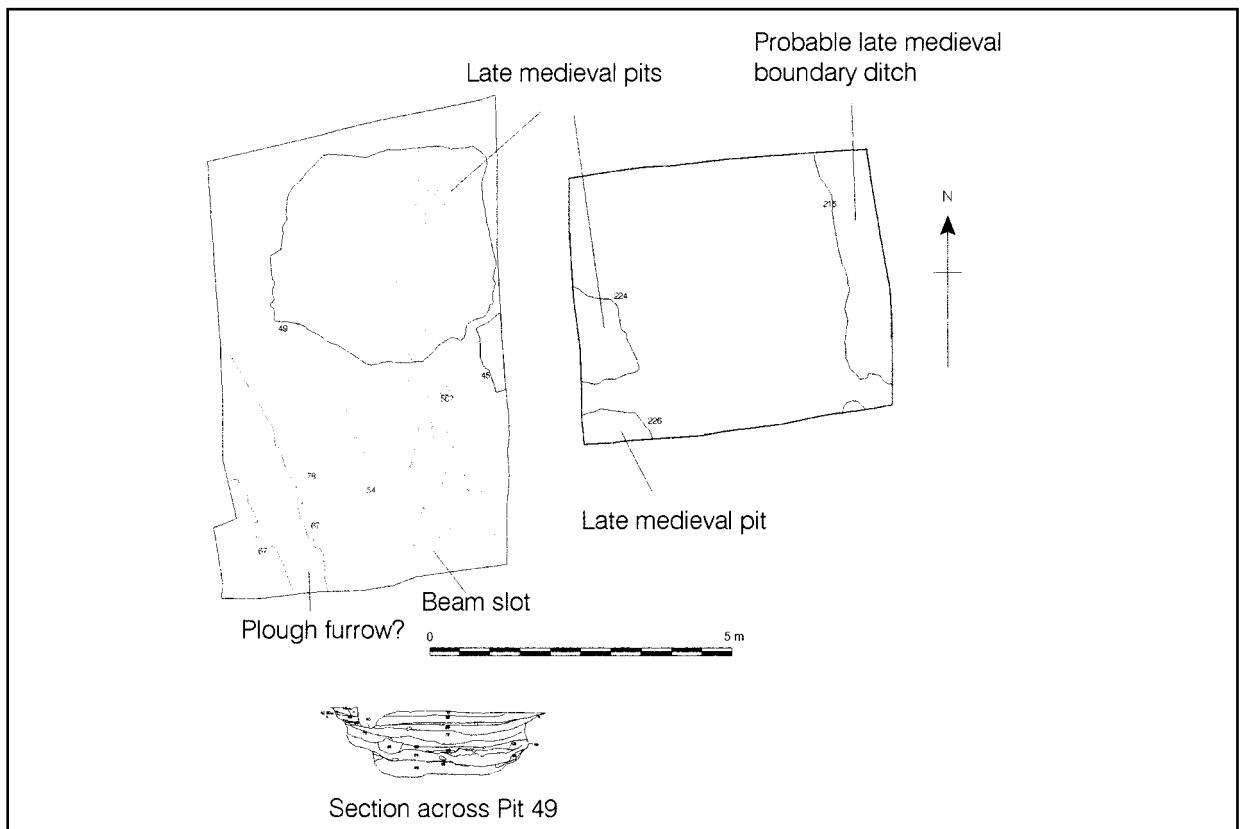 Probable late medieval
boundary ditch
Late medieval pits
N
215
224
49
45
50?
226
78
54
67
67
Late medieval pit
Beam slot
Plough furrow?
0 5 m
Section across Pit 49